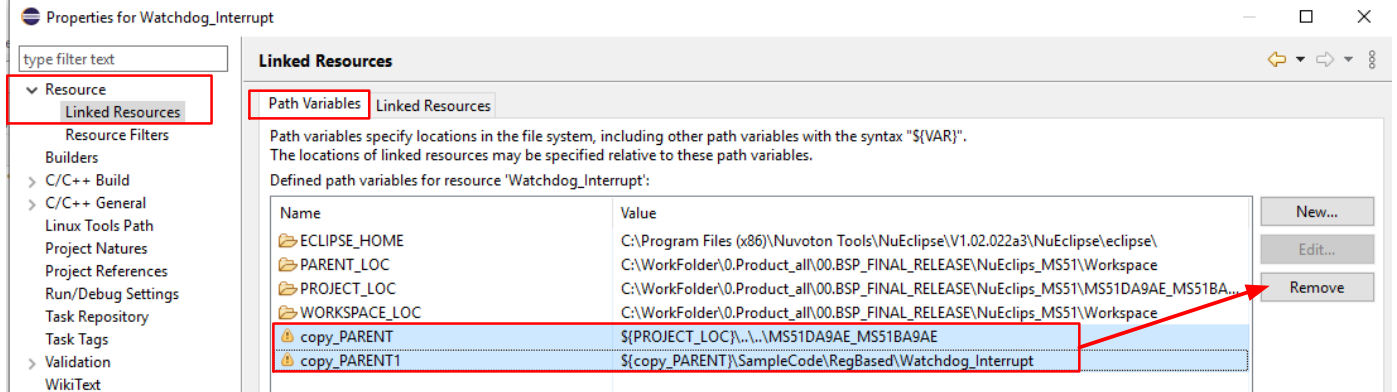 Properties for Watchdog_Interrupt
type filter text
Resource
Linked Resources
Resource Filters
Builders
C/C++ Build
C/C++ General
Linux Tools Path
Project Natures
Project References
Run/Debug Settings
Task Repository
Task Tags
Validation
WikiText
Linked Resources
Path Variables Linked Resources
Path variables specify locations in the file system, including other path variables with the syntax "${VAR}".
The locations of linked resources may be specified relative to these path variables.
Defined path variables for resource 'Watchdog_Interrupt':
Name Value
ECLIPSE_HOME C:\Program Files (x86)\Nuvoton Tools\NuEclipse\V1.02.022a3\NuEclipse\eclipse\
PARENT_LOC C:\WorkFolder\0.Product_all\00.BSP_FINAL_RELEASE\NuEclips_MS51\Workspace
PROJECT_LOC C:\WorkFolder\0.Product_all\00.BSP_FINAL_RELEASE\NuEclips_MS51\MS51DA9AE_MS51BA...
WORKSPACE_LOC C:\WorkFolder\0.Product_all\00.BSP_FINAL_RELEASE\NuEclips_MS51\Workspace
copy_PARENT ${PROJECT_LOC}\..\..\MS51DA9AE_MS51BA9AE
copy_PARENT1 ${copy_PARENT}\SampleCode\RegBased\Watchdog_Interrupt
New...
Edit...
Remove